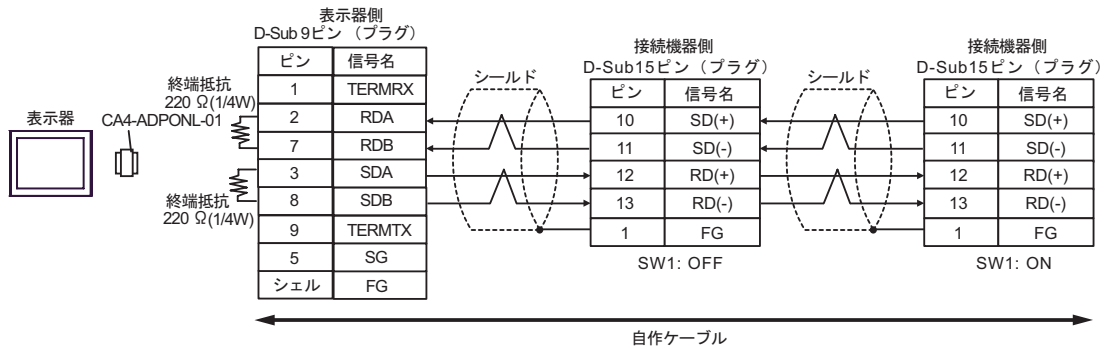 表示器
CA4-ADPONL-01
終端抵抗
220 Ω(1/4W)
終端抵抗
220 Ω(1/4W)
表示器側
D-Sub 9ピン （プラグ）
ピン 信号名
1 TERMRX
2 RDA
7 RDB
3 SDA
8 SDB
9 TERMTX
5 SG
シェル FG
シールド
接続機器側
D-Sub15ピン（プラグ）
ピン 信号名
10 SD(+)
11 SD(-)
12 RD(+)
13 RD(-)
1 FG
SW1: OFF
シールド
接続機器側
D-Sub15ピン（プラグ）
ピン 信号名
10 SD(+)
11 SD(-)
12 RD(+)
13 RD(-)
1 FG
SW1: ON
自作ケーブル